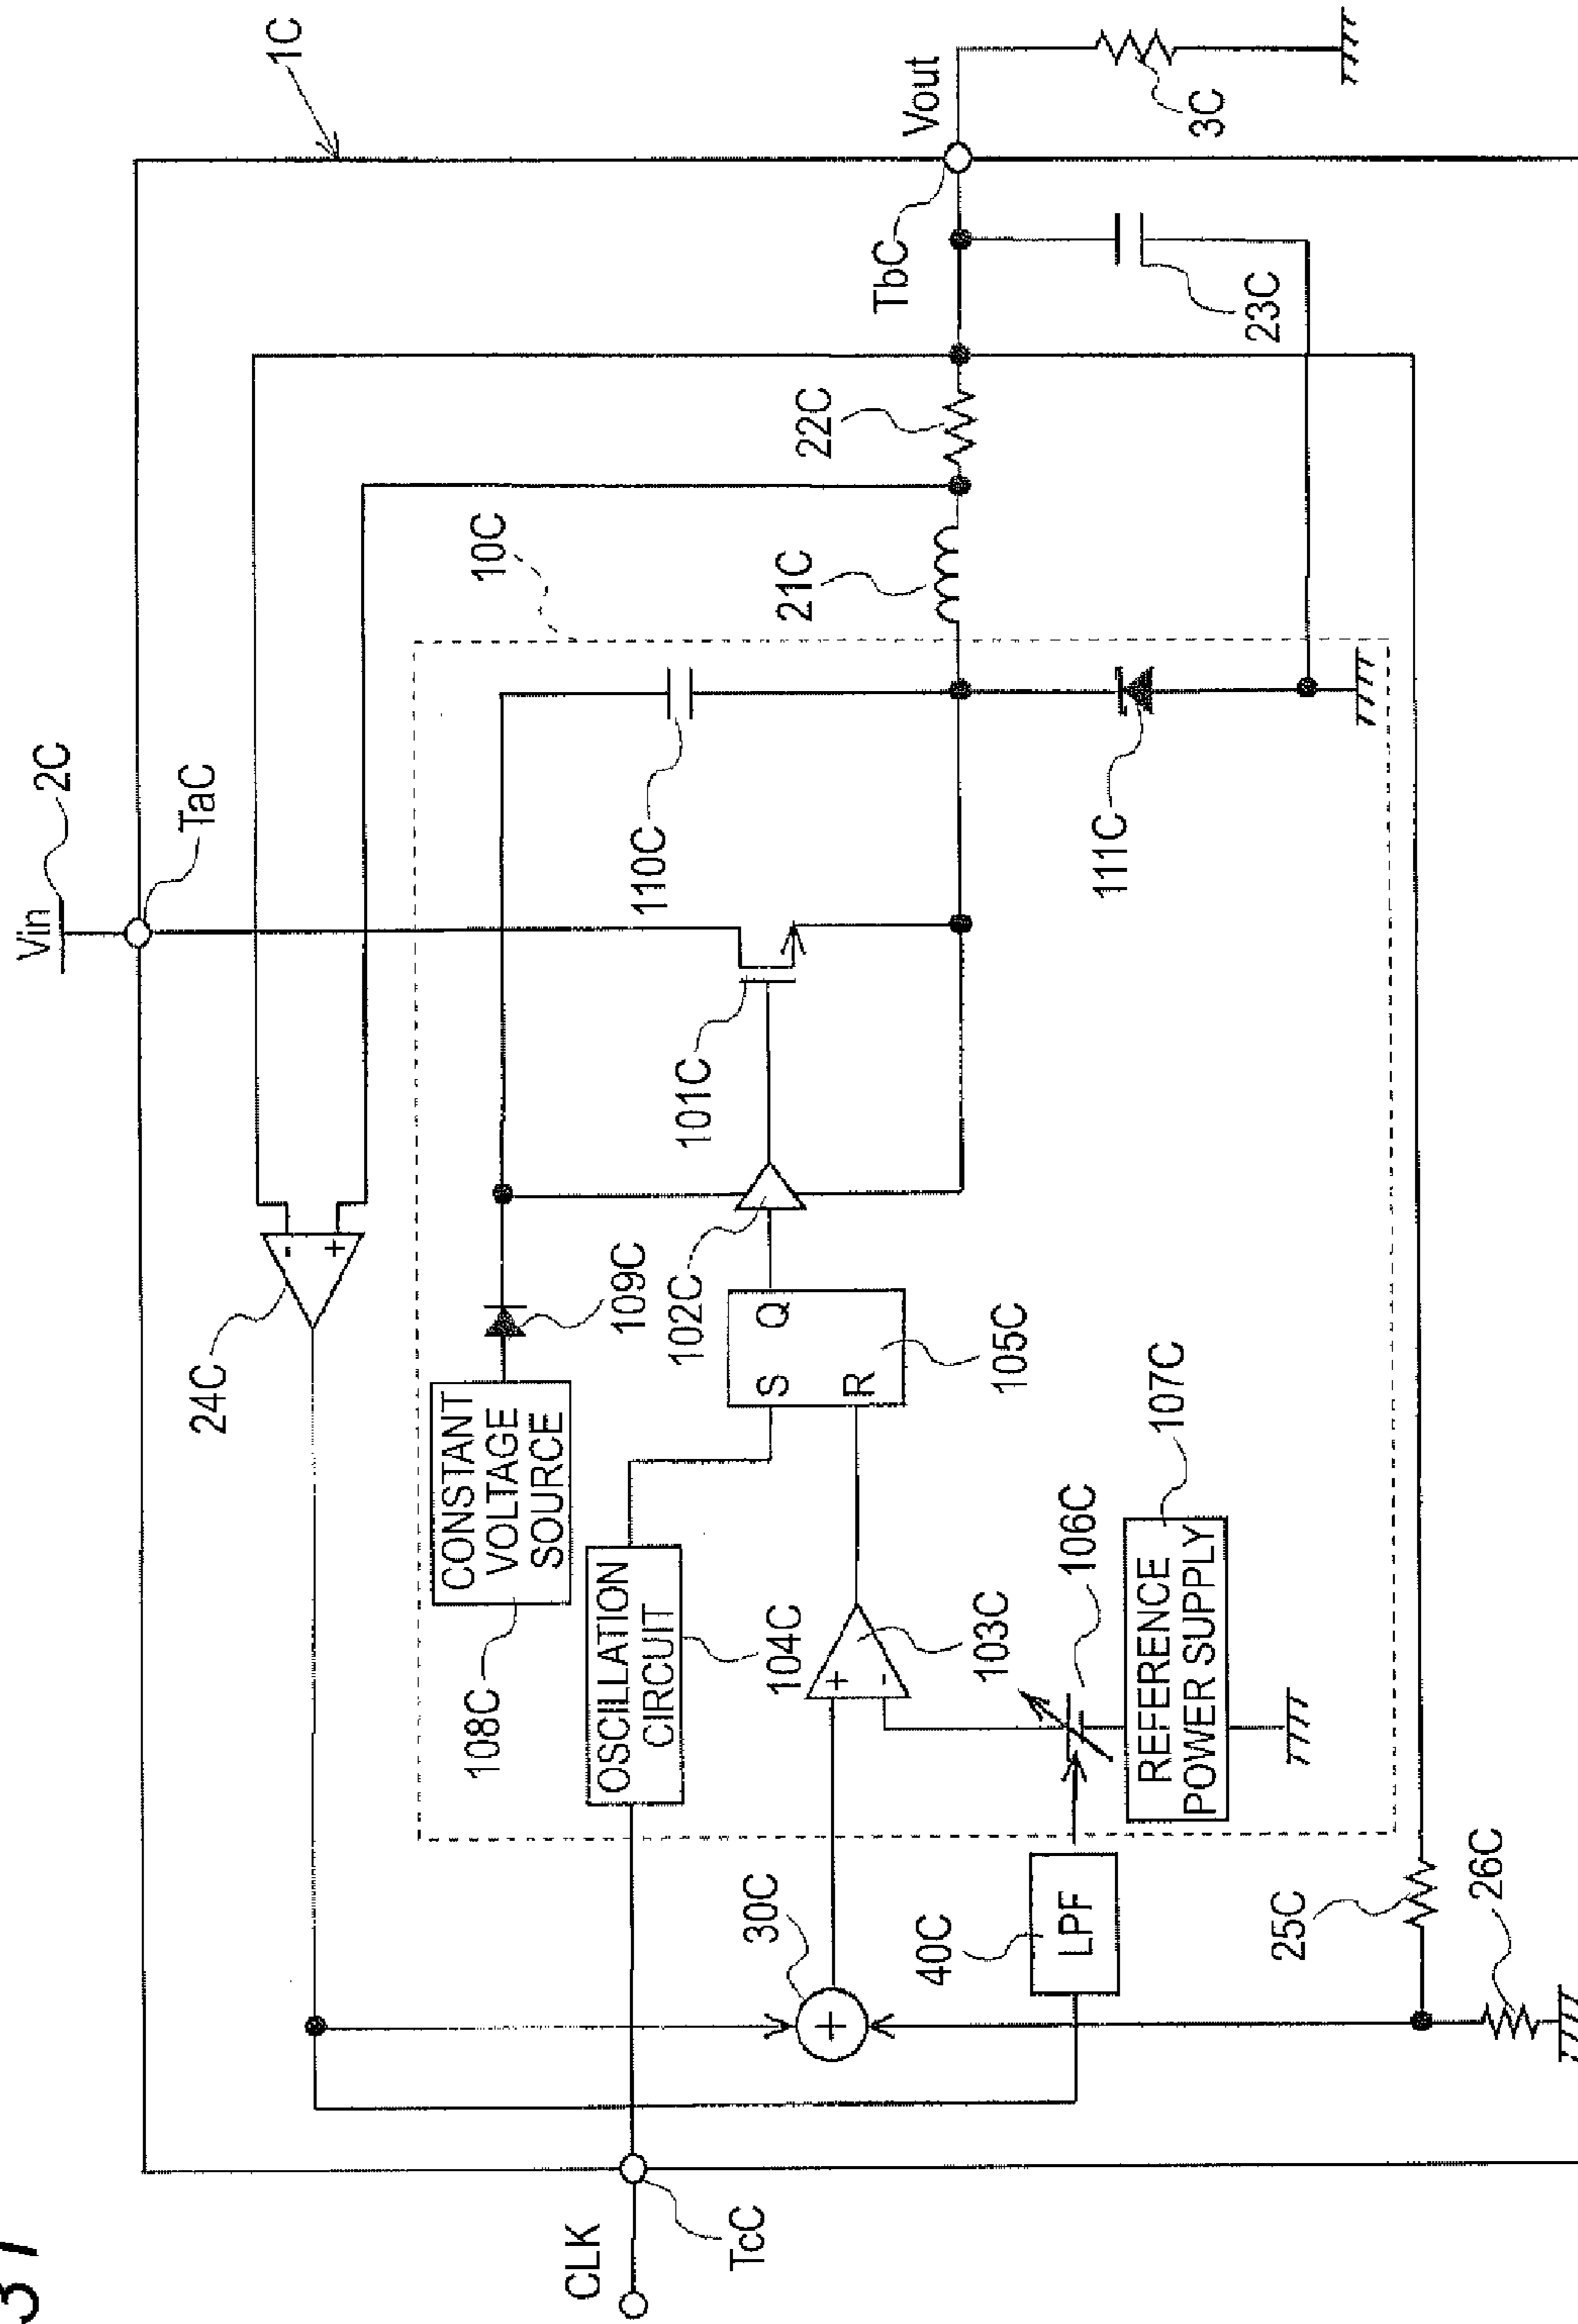 31
1C
Vin
2C
TaC
Vout
TbC
3C
23C
22C
21C
10C
110C
111C
101C
102C
109C
24C
-
+
CONSTANT
VOLTAGE
SOURCE
108C
S
Q
R
105C
OSCILLATION
CIRCUIT
104C
+
-
103C
106C
REFERENCE
POWER SUPPLY
107C
30C
+
40C
LPF
25C
26C
CLK
TcC